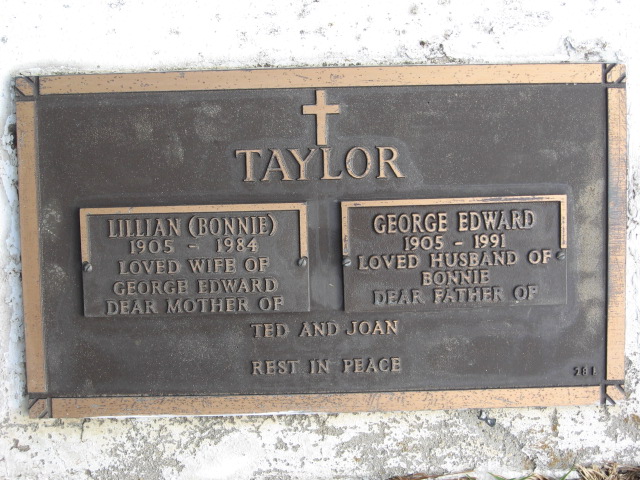 TAYLOR
LILLIAN (BONNIE)
1905 - 1984
LOVED WIFE OF
GEORGE EDWARD
DEAR MOTHER OF
GEORGE EDWARD
1905 - 1991
LOVED HUSBAND OF
BONNIE
DEAR FATHER OF
TED AND JOAN
REST IN PEACE